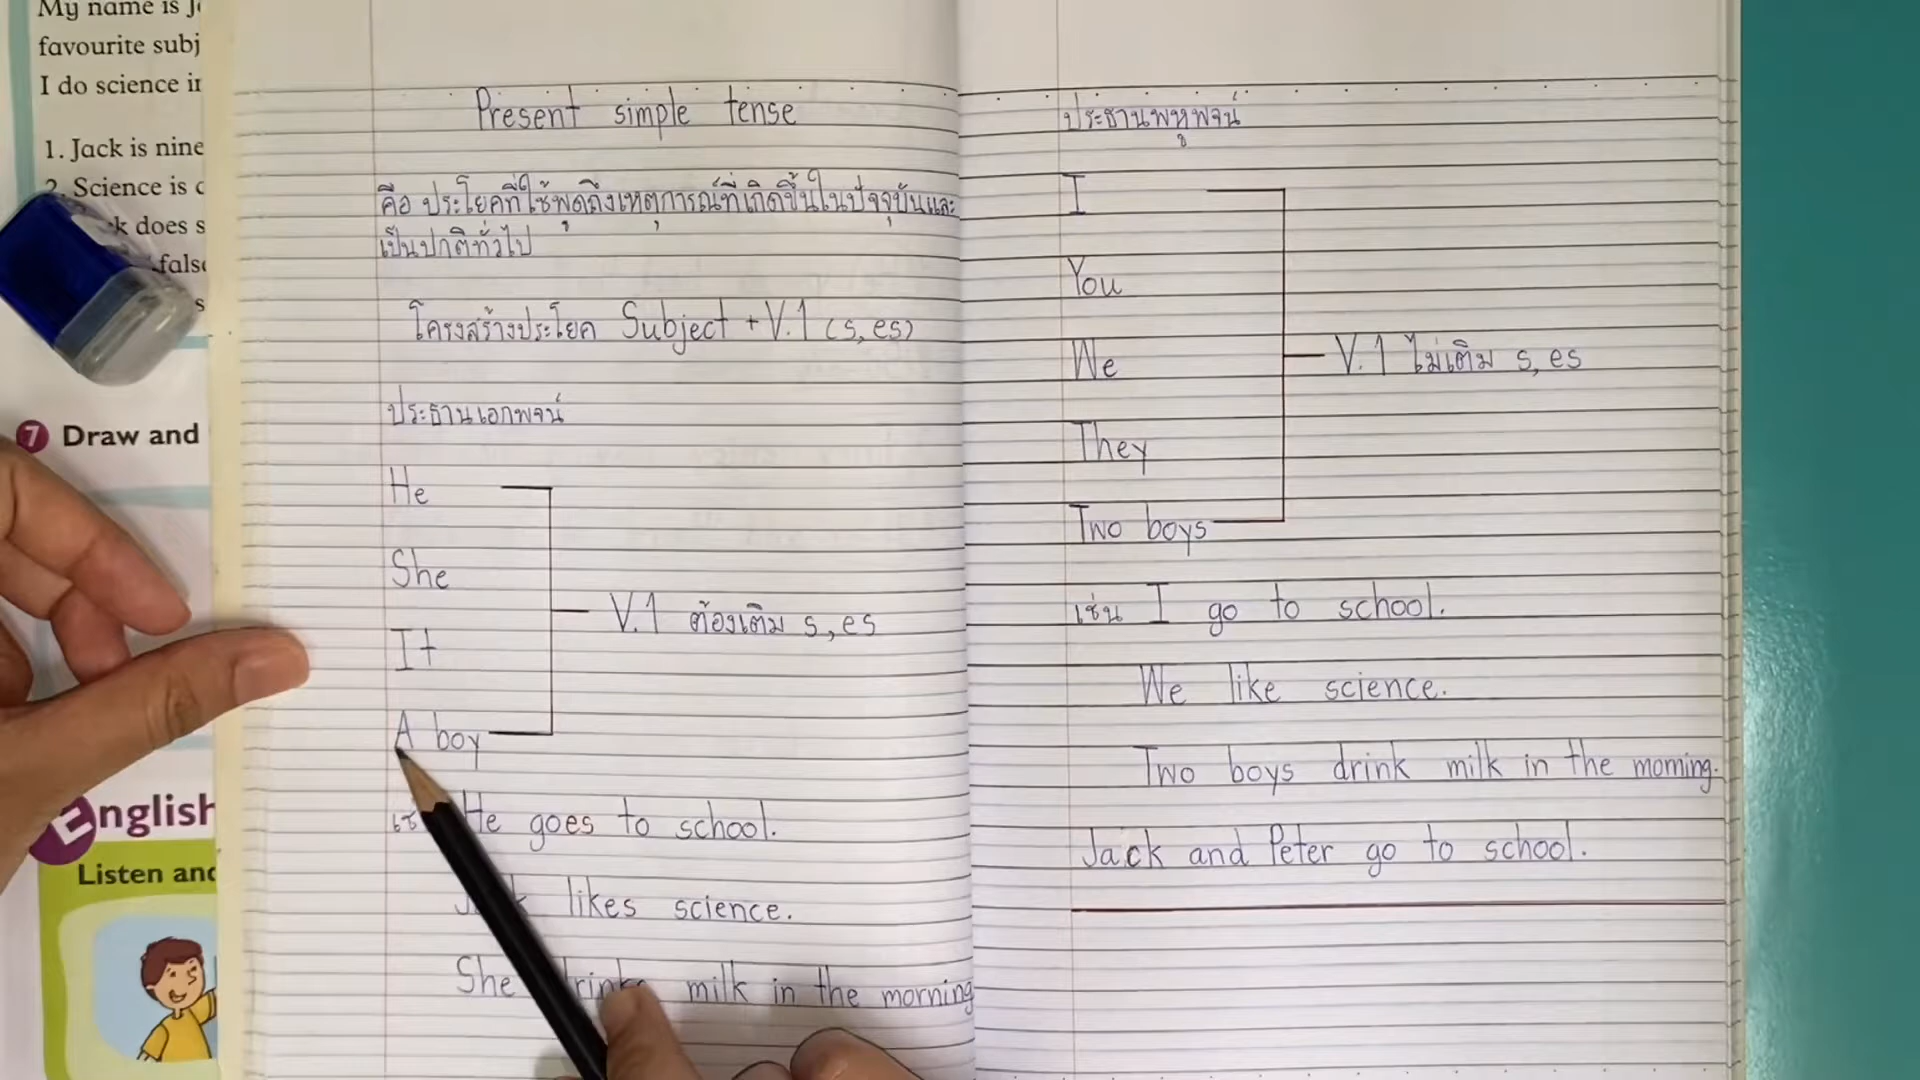 My name is
favourite subj
I do science in
1. Jack is nine
2. Science is
does
fals
7 Draw and
English
Listen and
Present simple tense
คือ ประโยคที่ใช้พูดถึงเหตุการณ์ที่เกิดขึ้นในปัจจุบันและ
เป็นปกติทั่วไป
โครงสร้างประโยค Subject + V.1 (s, es)
ประธานเอกพจน์
He
She
It
A boy
V.1 ต้องเติม s, es
He goes to school.
likes science.
She drinks milk in the morning
ประธานพหูพจน์
I
You
We
They
Two boys
V.1 ไม่เติม s, es
เช่น I go to school.
We like science.
Two boys drink milk in the morning.
Jack and Peter go to school.